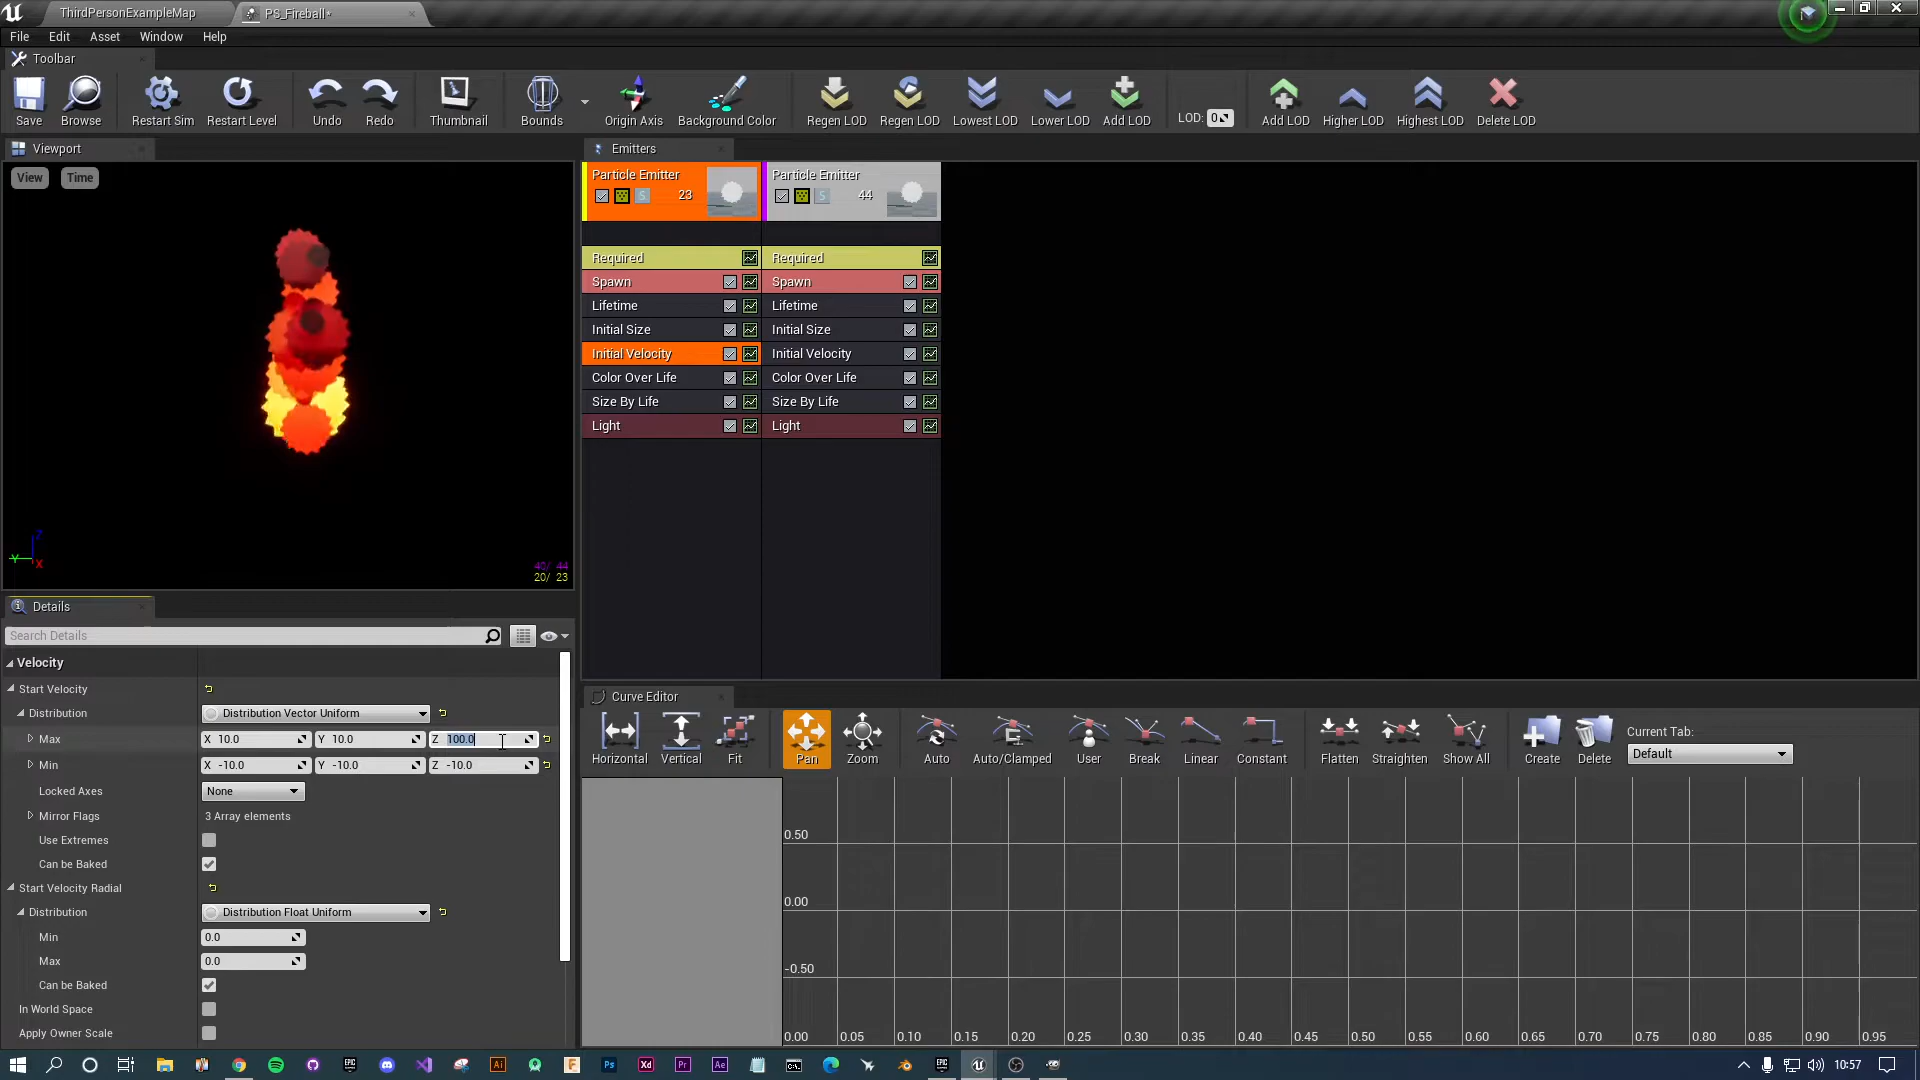 ThirdPersonExampleMap
PS_Fireball*
File Edit Asset Window Help
Toolbar
Save Browse Restart Sim Restart Level Undo Redo Thumbnail Bounds Origin Axis Background Color Regen LOD Regen LOD Lowest LOD Lower LOD Add LOD LOD: 0 Add LOD Higher LOD Highest LOD Delete LOD
Viewport
View Time
Z
Y
X
40/ 44
20/ 23
Emitters
Particle Emitter Particle Emitter
S 23 S 44
Required Required
Spawn Spawn
Lifetime Lifetime
Initial Size Initial Size
Initial Velocity Initial Velocity
Color Over Life Color Over Life
Size By Life Size By Life
Light Light
Details
Search Details
Velocity
Start Velocity
Distribution Distribution Vector Uniform
Max X 10.0 Y 10.0 Z 100.0
Min X -10.0 Y -10.0 Z -10.0
Locked Axes None
Mirror Flags 3 Array elements
Use Extremes
Can be Baked
Start Velocity Radial
Distribution Distribution Float Uniform
Min 0.0
Max 0.0
Can be Baked
In World Space
Apply Owner Scale
Curve Editor
Horizontal Vertical Fit Pan Zoom Auto Auto/Clamped User Break Linear Constant Flatten Straighten Show All Create Delete
Current Tab:
Default
0.50
0.00
-0.50
0.00 0.05 0.10 0.15 0.20 0.25 0.30 0.35 0.40 0.45 0.50 0.55 0.60 0.65 0.70 0.75 0.80 0.85 0.90 0.95
Ai F Ps Xd Pr Ae
10:57